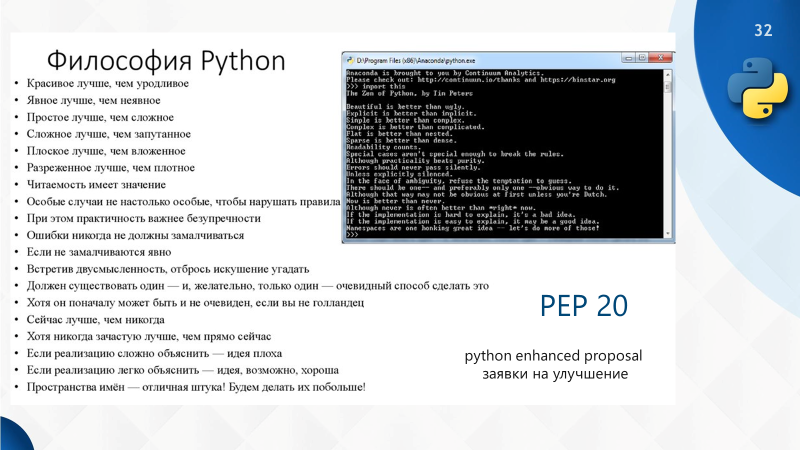 32
Философия Python
• Красивое лучше, чем уродливое
• Явное лучше, чем неявное
• Простое лучше, чем сложное
• Сложное лучше, чем запутанное
• Плоское лучше, чем вложенное
• Разреженное лучше, чем плотное
• Читаемость имеет значение
• Особые случаи не настолько особые, чтобы нарушать правила
• При этом практичность важнее безупречности
• Ошибки никогда не должны замалчиваться
• Если не замалчиваются явно
• Встретив двусмысленность, отбрось искушение угадать
• Должен существовать один — и, желательно, только один — очевидный способ сделать это
• Хотя он поначалу может быть и не очевиден, если вы не голландец
• Сейчас лучше, чем никогда
• Хотя никогда зачастую лучше, чем прямо сейчас
• Если реализацию сложно объяснить — идея плоха
• Если реализацию легко объяснить — идея, возможно, хороша
• Пространства имён — отличная штука! Будем делать их побольше!
D:\Program Files (x86)\Anaconda\python.exe
Anaconda is brought to you by Continuum Analytics.
Please check out: http://continuum.io/thanks and https://binstar.org
>>> import this
The Zen of Python, by Tim Peters
Beautiful is better than ugly.
Explicit is better than implicit.
Simple is better than complex.
Complex is better than complicated.
Flat is better than nested.
Sparse is better than dense.
Readability counts.
Special cases aren't special enough to break the rules.
Although practicality beats purity.
Errors should never pass silently.
Unless explicitly silenced.
In the face of ambiguity, refuse the temptation to guess.
There should be one-- and preferably only one --obvious way to do it.
Although that way may not be obvious at first unless you're Dutch.
Now is better than never.
Although never is often better than *right* now.
If the implementation is hard to explain, it's a bad idea.
If the implementation is easy to explain, it may be a good idea.
Namespaces are one honking great idea -- let's do more of those!
>>>
PEP 20
python enhanced proposal
заявки на улучшение